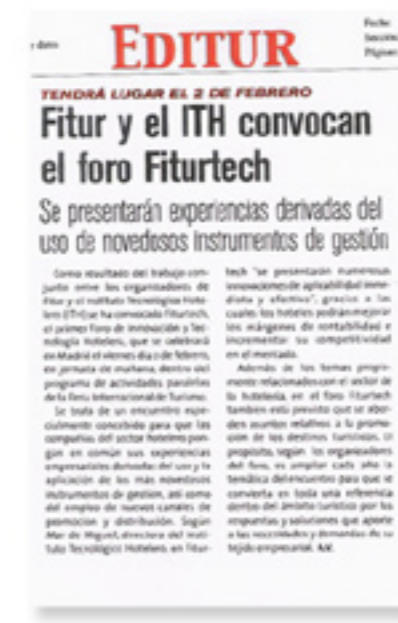 y dato
EDITUR
Fecha
Sección
Página
TENDRÁ LUGAR EL 2 DE FEBRERO
Fitur y el ITH convocan
el foro Fiturtech
Se presentarán experiencias derivadas del
uso de novedosos instrumentos de gestión
Como resultado del trabajo con-
junto entre los organizadores de
Fitur y el Instituto Tecnológico Hote-
lero (ITH) se ha convocado Fiturtech,
el primer Foro de Innovación y Tec-
nología Hotelera, que se celebrará
en Madrid el viernes día 2 de febrero,
en jornada de mañana, dentro del
programa de actividades paralelas
de la Feria Internacional de Turismo.
Se trata de un encuentro espe-
cialmente concebido para que las
compañías del sector hotelero pon-
gan en común sus experiencias
empresariales derivadas del uso y la
aplicación de los más novedosos
instrumentos de gestión, así como
del empleo de nuevos canales de
promoción y distribución. Según
Mar de Miguel, directora del Insti-
tuto Tecnológico Hotelero, en Fitur-
tech "se presentarán numerosas
innovaciones de aplicabilidad inme-
diata y efectiva", gracias a las
cuales los hoteles podrán mejorar
los márgenes de rentabilidad e
incrementar su competitividad
en el mercado.
Además de los temas propia-
mente relacionados con el sector de
la hotelería, en el foro Fiturtech
también está previsto que se abor-
den asuntos relativos a la promo-
ción de los destinos turísticos. El
propósito, según los organizadores
del foro, es ampliar cada año la
temática del encuentro para que se
convierta en toda una referencia
dentro del ámbito turístico por las
respuestas y soluciones que aporte
a las necesidades y demandas de su
tejido empresarial.